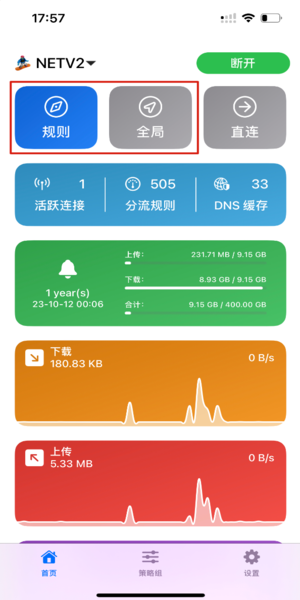 17:57
NETV2
断开
规则
全局
直连
1
活跃连接
505
分流规则
33
DNS 缓存
1 year(s)
23-10-12 00:06
上传: 231.71 MB / 9.15 GB
下载: 8.93 GB / 9.15 GB
合计: 9.15 GB / 400.00 GB
下载
180.83 KB
0 B/s
上传
5.33 MB
0 B/s
首页
策略组
设置